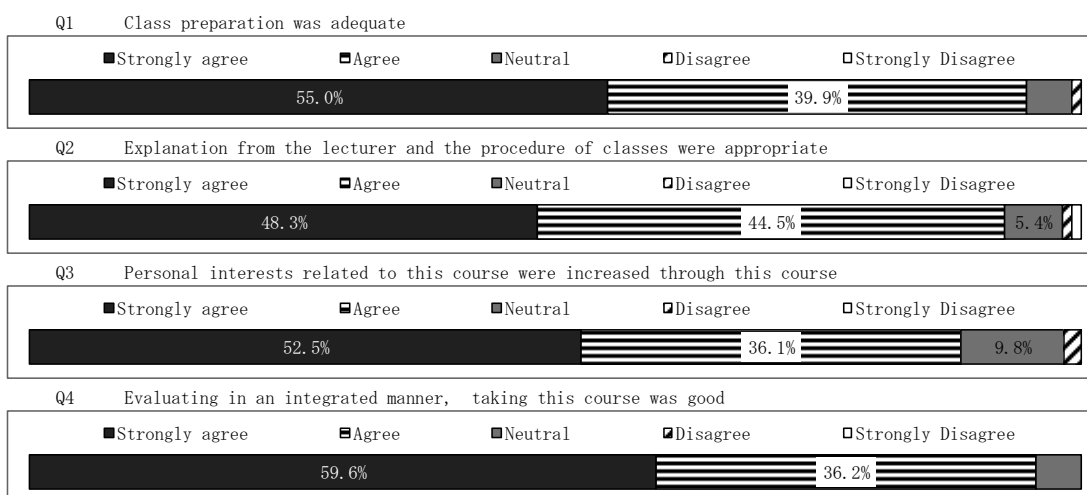 Q1 Class preparation was adequate
Strongly agree Agree Neutral Disagree Strongly Disagree
55.0% 39.9%
Q2 Explanation from the lecturer and the procedure of classes were appropriate
Strongly agree Agree Neutral Disagree Strongly Disagree
48.3% 44.5% 5.4%
Q3 Personal interests related to this course were increased through this course
Strongly agree Agree Neutral Disagree Strongly Disagree
52.5% 36.1% 9.8%
Q4 Evaluating in an integrated manner, taking this course was good
Strongly agree Agree Neutral Disagree Strongly Disagree
59.6% 36.2%